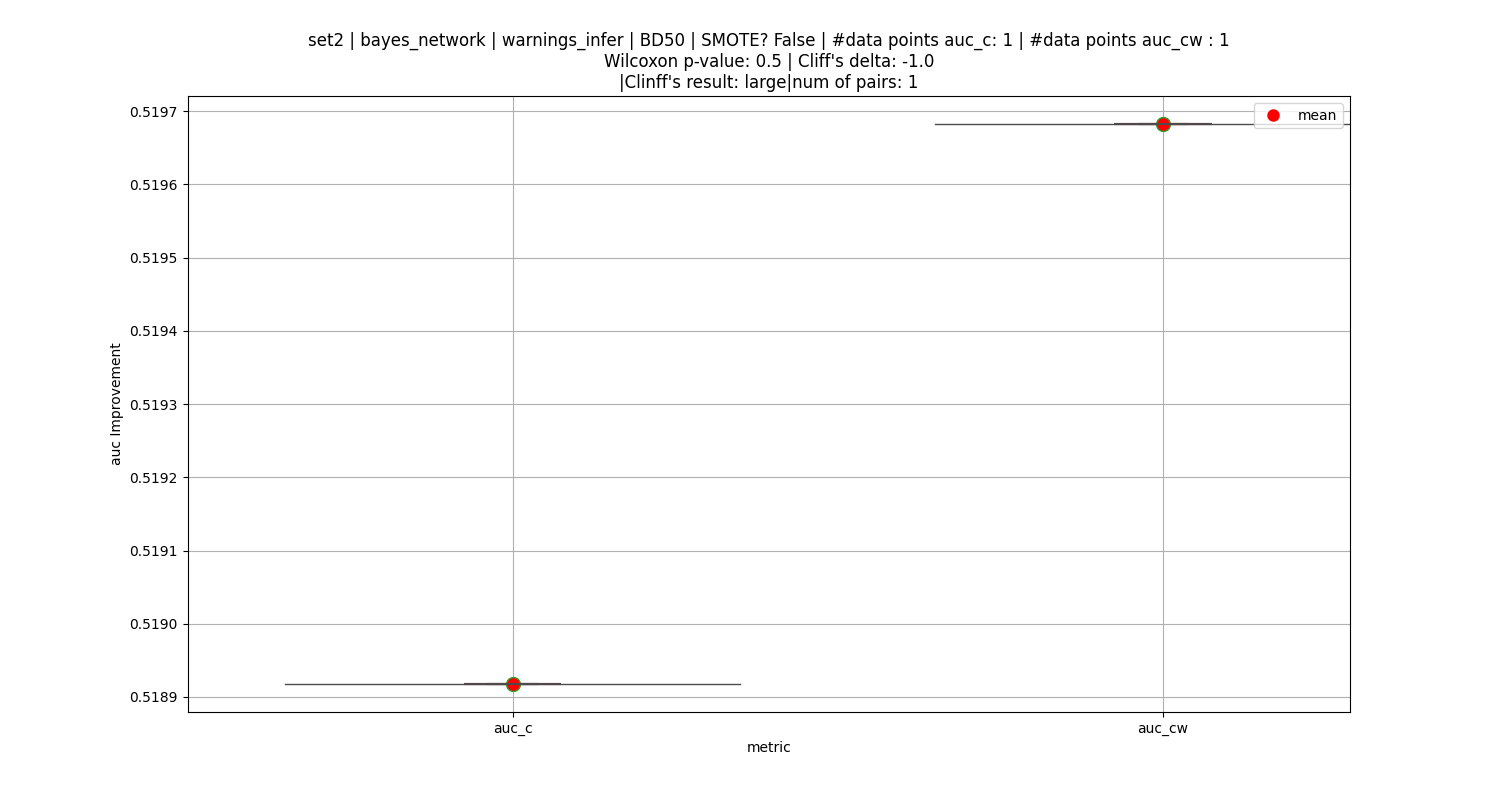 set2 | bayes_network | warnings_infer | BD50 | SMOTE? False | #data points auc_c: 1 | #data points auc_cw : 1
Wilcoxon p-value: 0.5 | Cliff's delta: -1.0
|Clinff's result: large|num of pairs: 1
mean
0.5197
0.5196
0.5195
0.5194
0.5193
0.5192
0.5191
0.5190
0.5189
auc Improvement
auc_c
auc_cw
metric